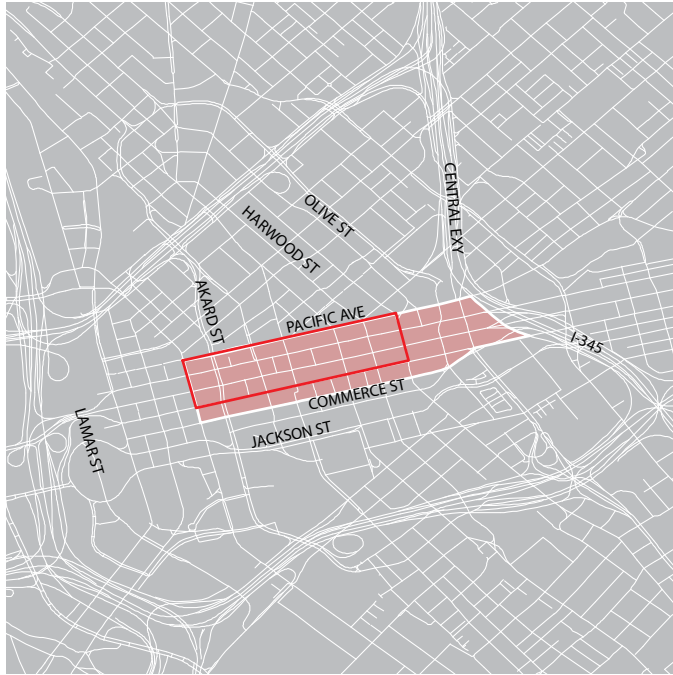 CENTRAL EXY
OLIVE ST
HARWOOD ST
AKARD ST
PACIFIC AVE
I-345
COMMERCE ST
LAMAR ST
JACKSON ST